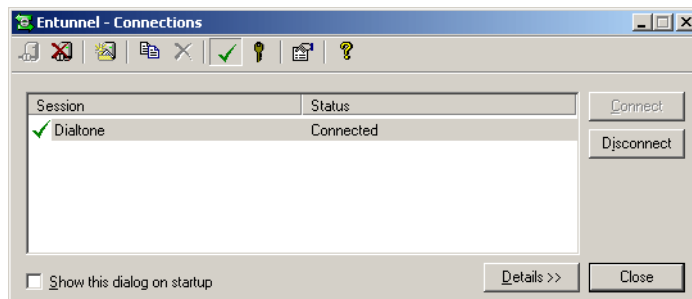 Entunnel - Connections
Session Status
Connect
Dialtone Connected
Disconnect
Show this dialog on startup
Details >>
Close